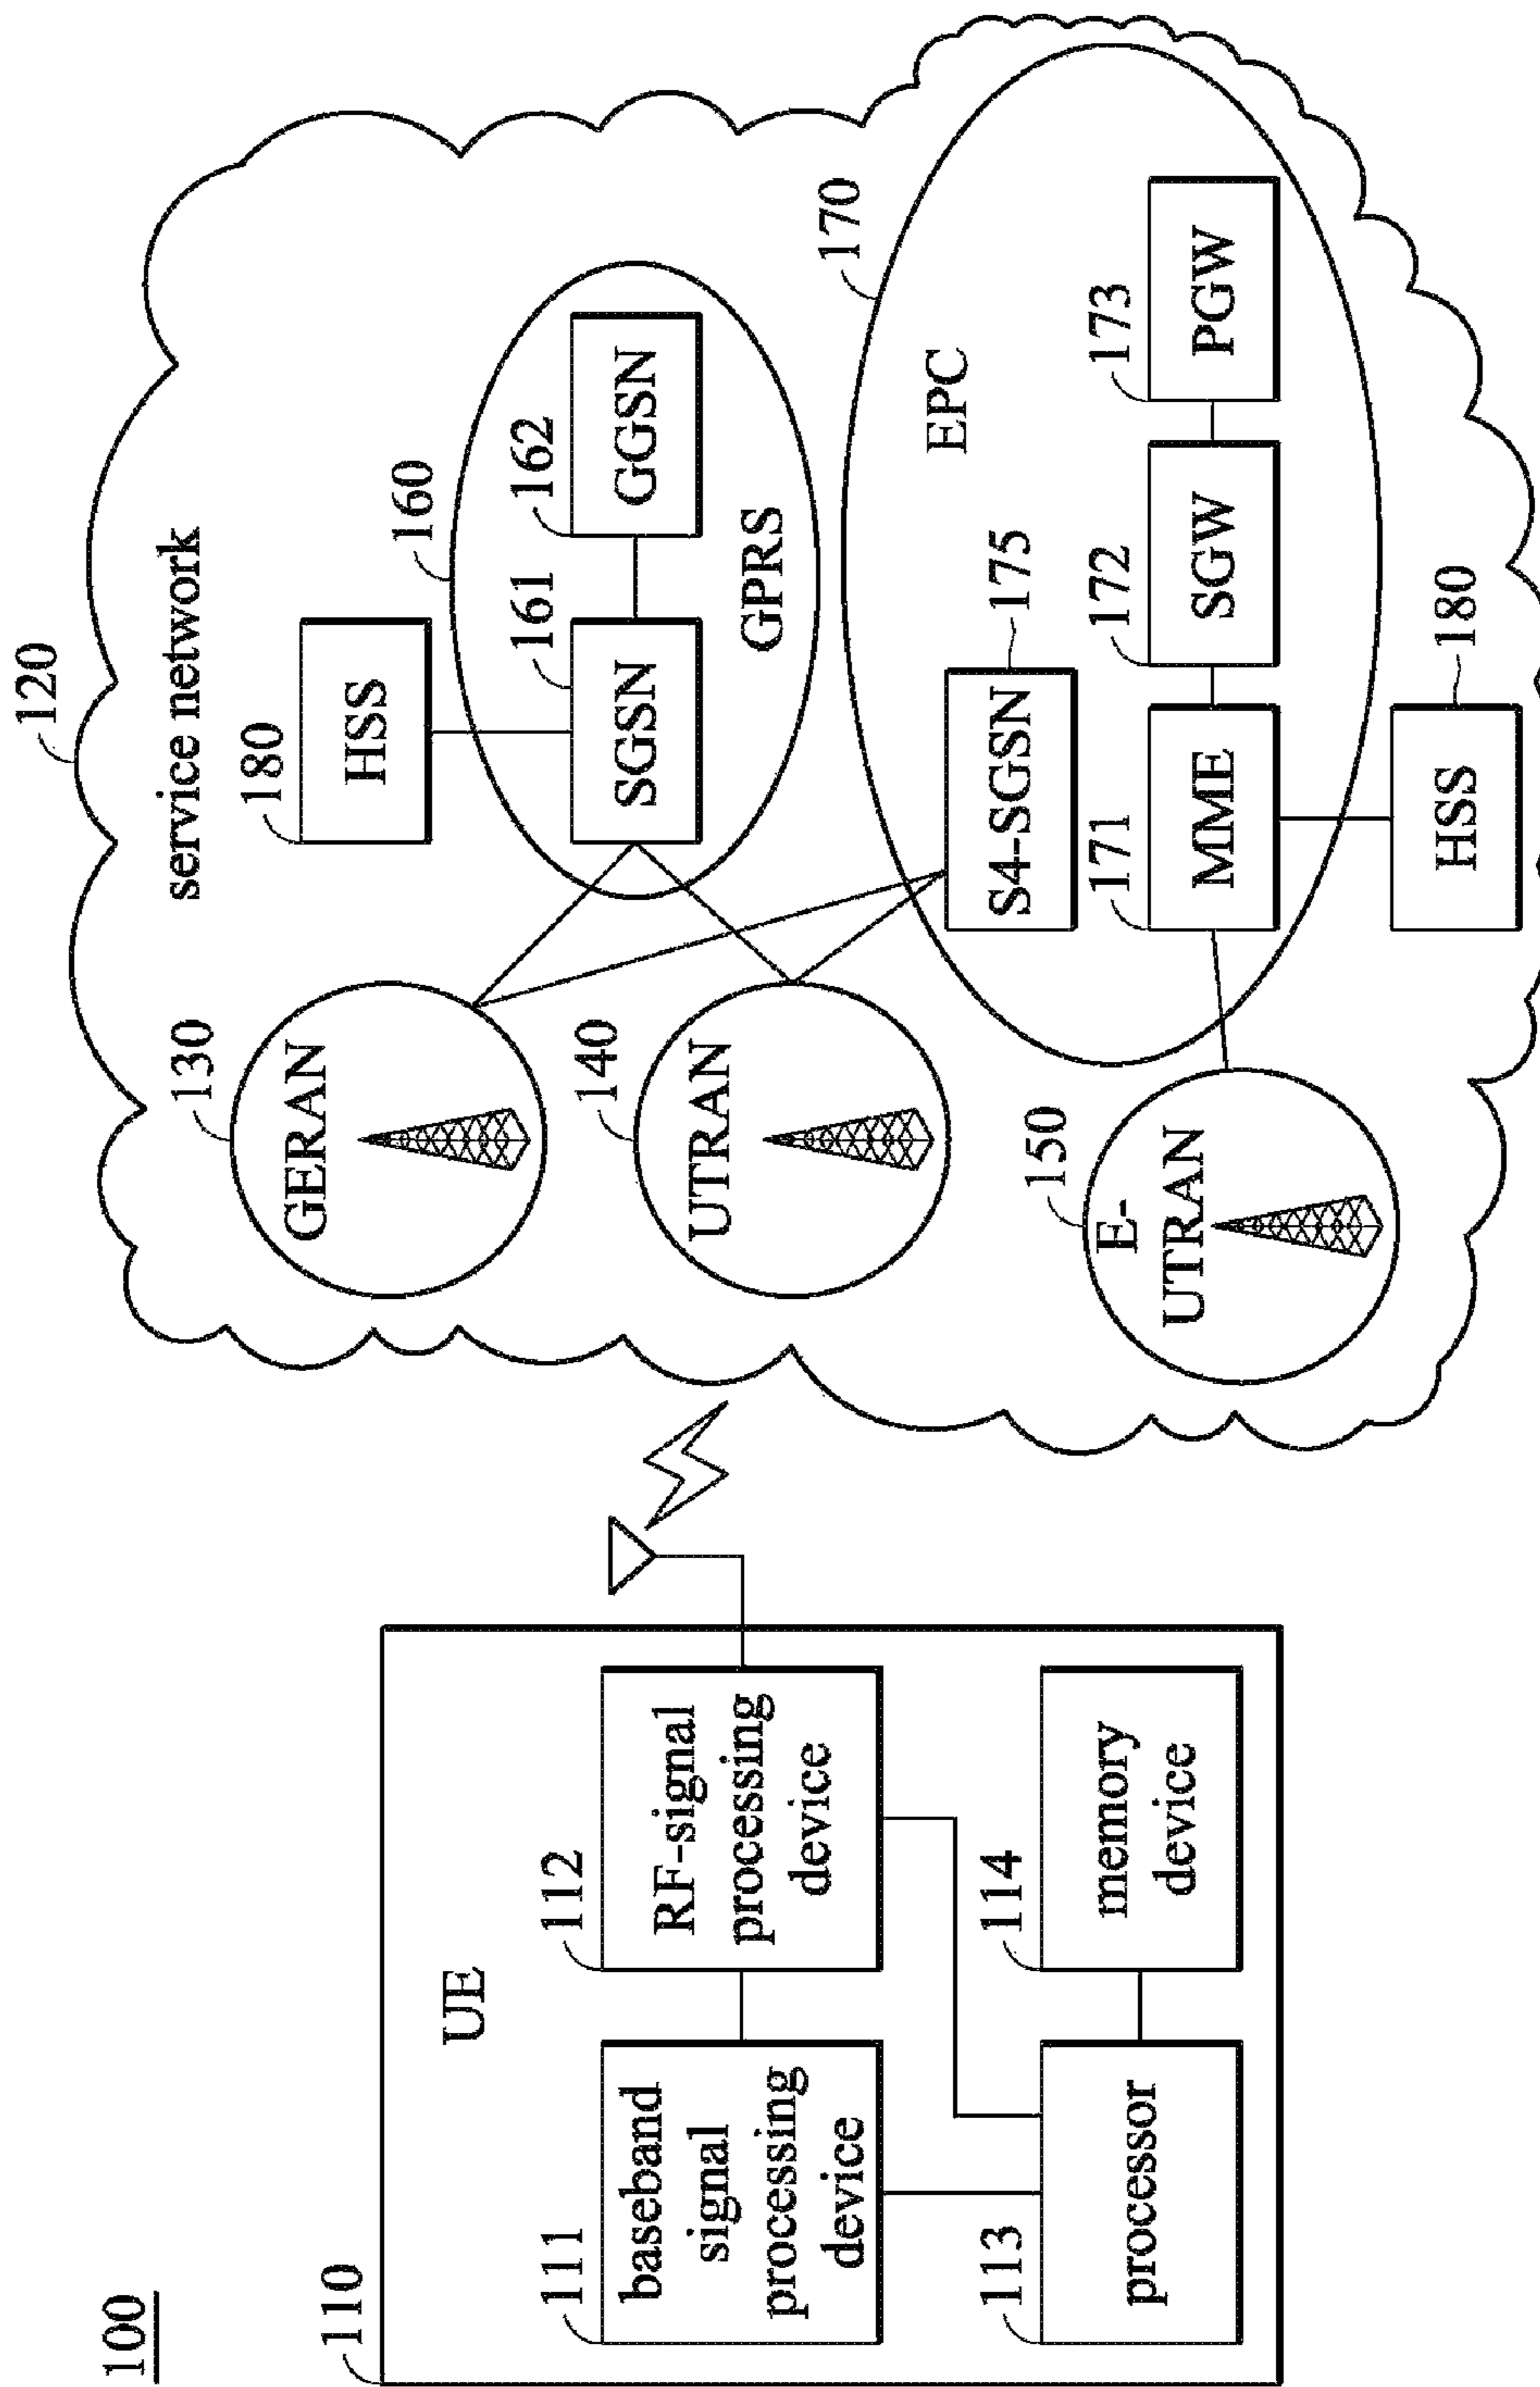 100
110
UE
111
baseband
signal
processing
device
112
RF-signal
processing
device
113
processor
114
memory
device
120
service network
130
GERAN
140
UTRAN
150
E-
UTRAN
180
HSS
160
161
SGSN
162
GGSN
GPRS
170
EPC
S4-SGSN
175
171
MME
172
SGW
173
PGW
HSS
180